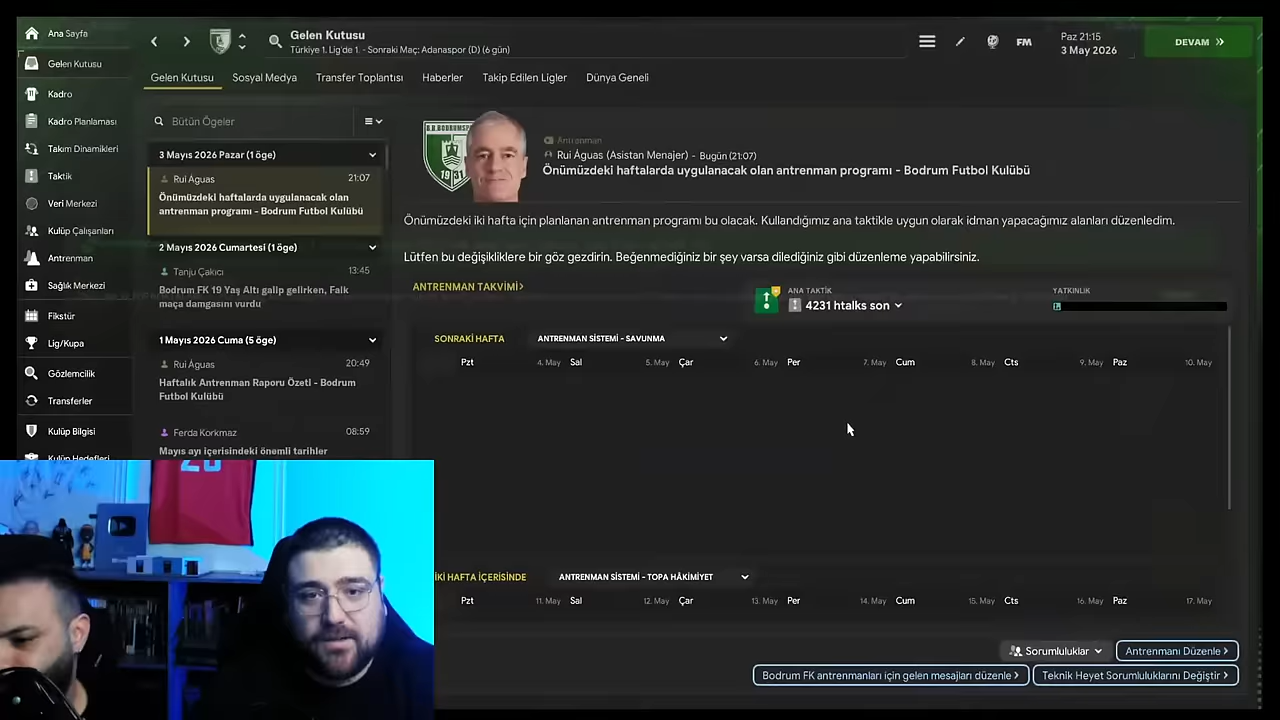 Ana Sayfa
Gelen Kutusu
Kadro
Kadro Planlaması
Takım Dinamikleri
Taktik
Veri Merkezi
Kulüp Çalışanları
Antrenman
Sağlık Merkezi
Fikstür
Lig/Kupa
Gözlemcilik
Transferler
Kulüp Bilgisi
Kulüp Hedefleri
Gelen Kutusu
Türkiye 1. Lig'de 1. - Sonraki Maç: Adanaspor (D) (6 gün)
FM
Paz 21:15
3 May 2026
DEVAM
Gelen Kutusu
Sosyal Medya
Transfer Toplantısı
Haberler
Takip Edilen Ligler
Dünya Geneli
Bütün Ögeler
3 Mayıs 2026 Pazar (1 öge)
Rui Águas 21:07
Önümüzdeki haftalarda uygulanacak olan
antrenman programı - Bodrum Futbol Kulübü
2 Mayıs 2026 Cumartesi (1 öge)
Tanju Çakıcı 13:45
Bodrum FK 19 Yaş Altı galip gelirken, Faik
maça damgasını vurdu
1 Mayıs 2026 Cuma (5 öge)
Rui Águas 20:49
Haftalık Antrenman Raporu Özeti - Bodrum
Futbol Kulübü
Ferda Korkmaz 08:59
Mayıs ayı içerisindeki önemli tarihler
19 31
Antrenman
Rui Águas (Asistan Menajer) - Bugün (21:07)
Önümüzdeki haftalarda uygulanacak olan antrenman programı - Bodrum Futbol Kulübü
Önümüzdeki iki hafta için planlanan antrenman programı bu olacak. Kullandığımız ana taktikle uygun olarak idman yapacağımız alanları düzenledim.
Lütfen bu değişikliklere bir göz gezdirin. Beğenmediğiniz bir şey varsa dilediğiniz gibi düzenleme yapabilirsiniz.
ANTRENMAN TAKVİMİ
ANA TAKTİK
4231 htalks son
YATKINLIK
SONRAKİ HAFTA
ANTRENMAN SİSTEMİ - SAVUNMA
Pzt 4. May Sal 5. May Çar 6. May Per 7. May Cum 8. May Cts 9. May Paz 10. May
İKİ HAFTA İÇERİSİNDE
ANTRENMAN SİSTEMİ - TOPA HÂKİMİYET
Pzt 11. May Sal 12. May Çar 13. May Per 14. May Cum 15. May Cts 16. May Paz 17. May
Sorumluluklar
Antrenmanı Düzenle
Bodrum FK antrenmanları için gelen mesajları düzenle
Teknik Heyet Sorumluluklarını Değiştir